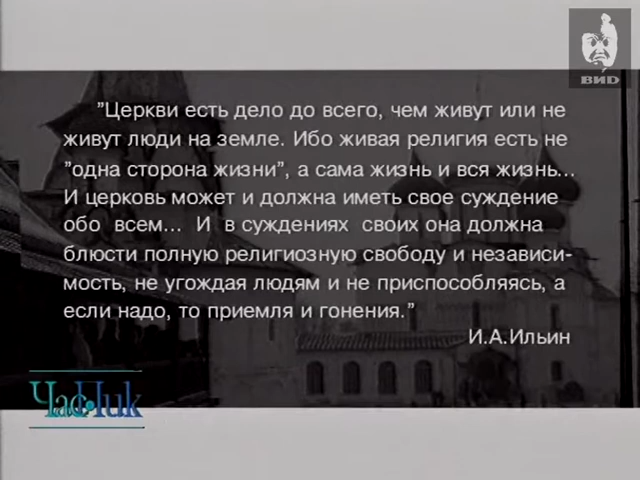 ВИD
"Церкви есть дело до всего, чем живут или не
живут люди на земле. Ибо живая религия есть не
"одна сторона жизни", а сама жизнь и вся жизнь...
И церковь может и должна иметь свое суждение
обо всем... И в суждениях своих она должна
блюсти полную религиозную свободу и независи-
мость, не угождая людям и не приспособляясь, а
если надо, то приемля и гонения."
И.А.Ильин
Час•Пик